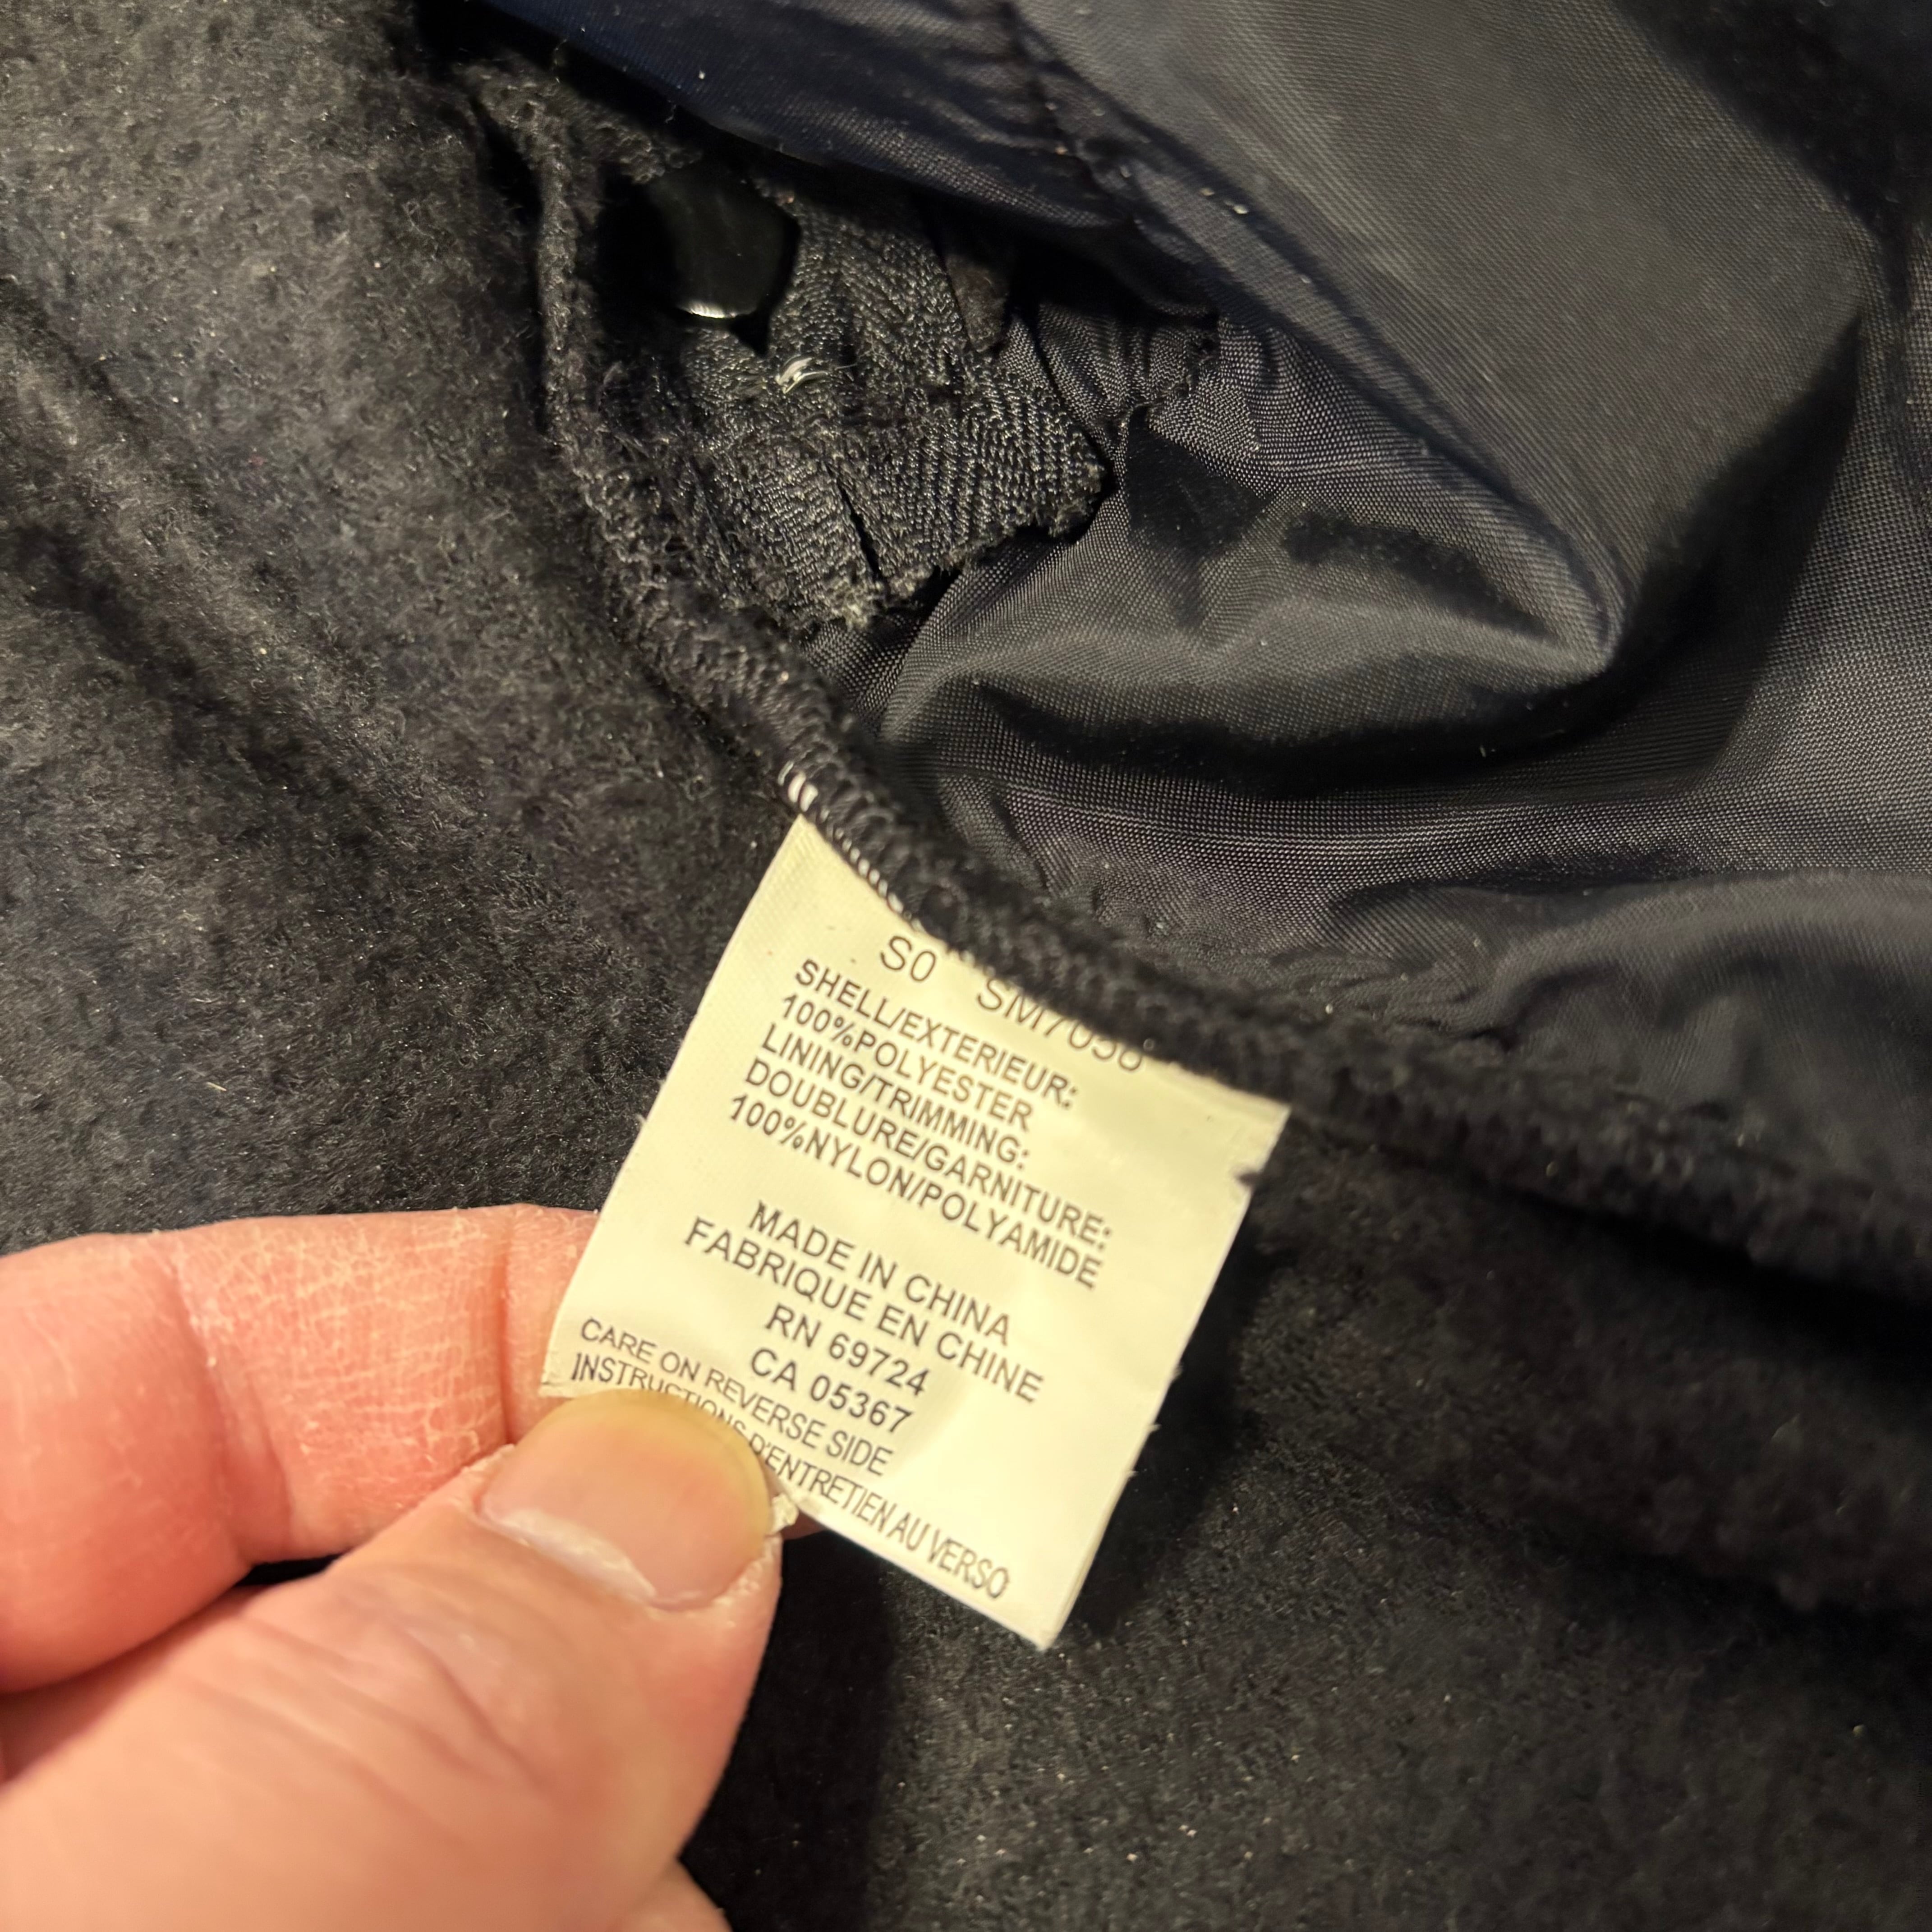 S0 SM7058
SHELL/EXTERIEUR:
100%POLYESTER
LINING/TRIMMING:
DOUBLURE/GARNITURE:
100%NYLON/POLYAMIDE
MADE IN CHINA
FABRIQUE EN CHINE
RN 69724
CA 05367
CARE ON REVERSE SIDE
INSTRUCTIONS D'ENTRETIEN AU VERSO